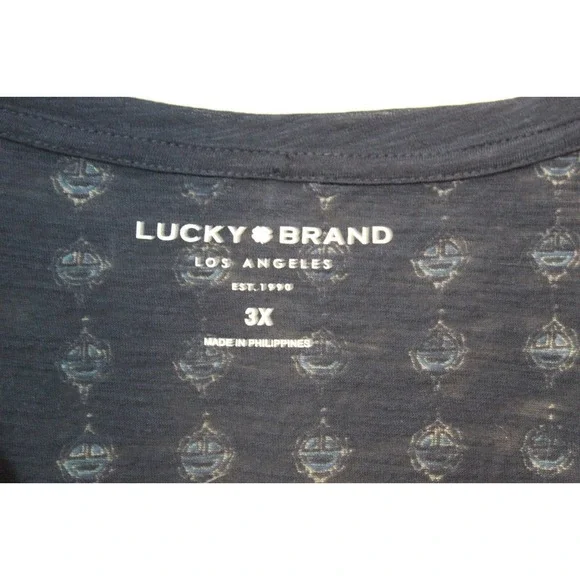 LUCKY BRAND
LOS ANGELES
EST. 1990
3X
MADE IN PHILIPPINES